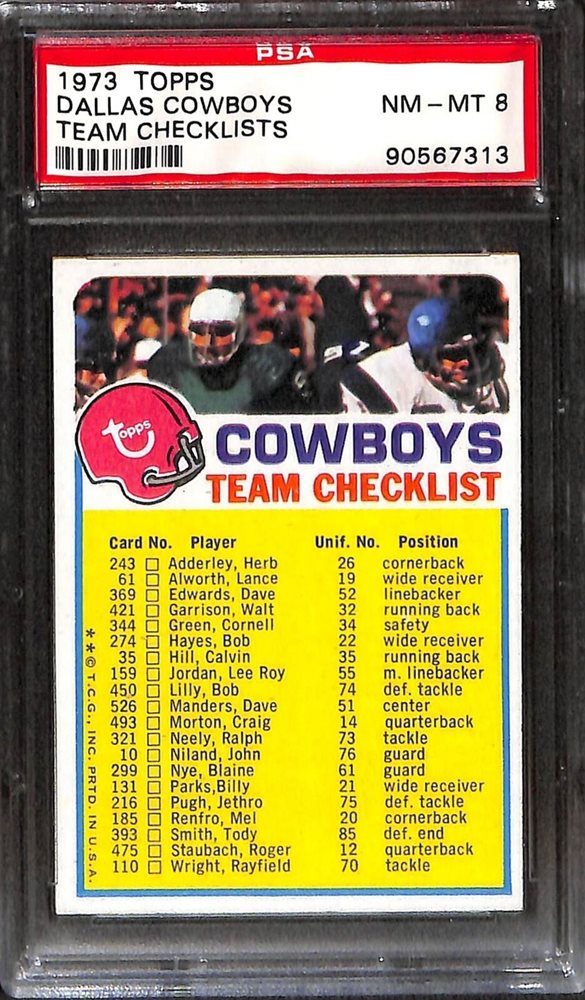 PSA
1973 TOPPS
DALLAS COWBOYS NM-MT 8
TEAM CHECKLISTS
90567313
Topps
COWBOYS
TEAM CHECKLIST
Card No. Player Unif. No. Position
243 Adderley, Herb 26 cornerback
61 Alworth, Lance 19 wide receiver
369 Edwards, Dave 52 linebacker
421 Garrison, Walt 32 running back
344 Green, Cornell 34 safety
274 Hayes, Bob 22 wide receiver
35 Hill, Calvin 35 running back
159 Jordan, Lee Roy 55 m. linebacker
450 Lilly, Bob 74 def. tackle
526 Manders, Dave 51 center
493 Morton, Craig 14 quarterback
321 Neely, Ralph 73 tackle
10 Niland, John 76 guard
299 Nye, Blaine 61 guard
131 Parks,Billy 21 wide receiver
216 Pugh, Jethro 75 def. tackle
185 Renfro, Mel 20 cornerback
393 Smith, Tody 85 def. end
475 Staubach, Roger 12 quarterback
110 Wright, Rayfield 70 tackle
**© T.C.G., INC. PRTD. IN U.S.A.